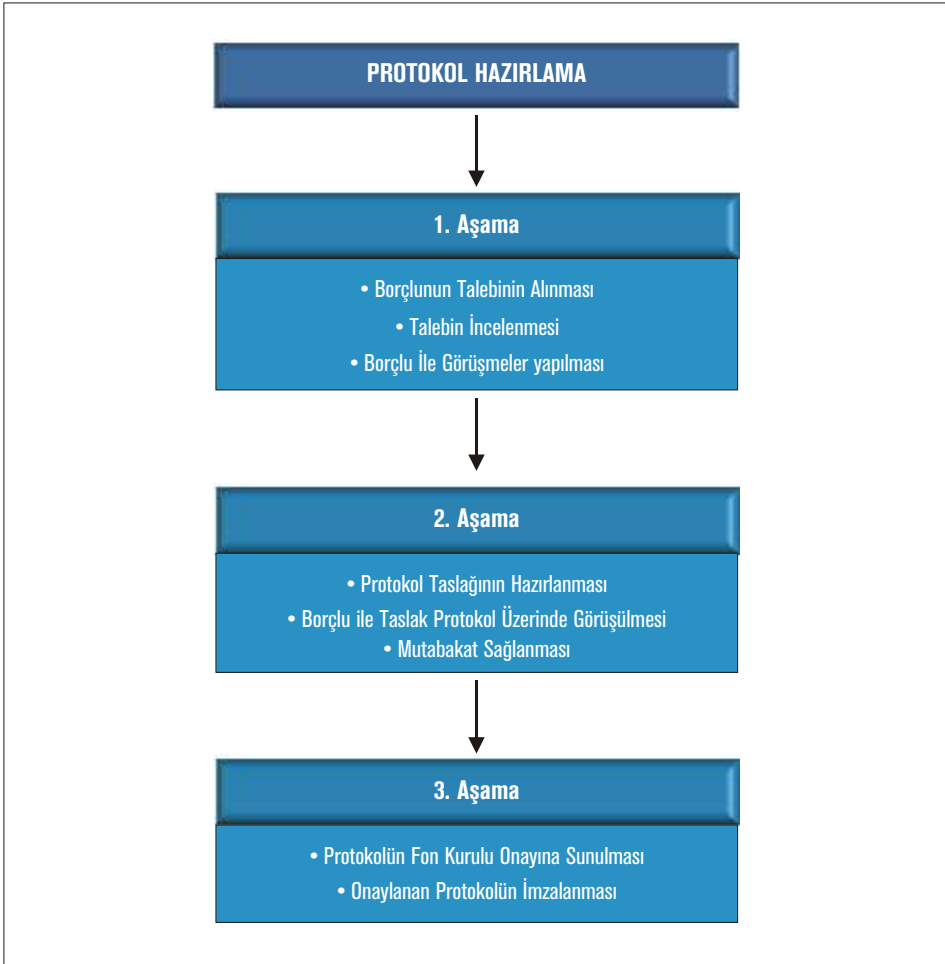 PROTOKOL HAZIRLAMA
1. Aşama
• Borçlunun Talebinin Alınması
• Talebin İncelenmesi
• Borçlu İle Görüşmeler yapılması
2. Aşama
• Protokol Taslağının Hazırlanması
• Borçlu ile Taslak Protokol Üzerinde Görüşülmesi
• Mutabakat Sağlanması
3. Aşama
• Protokolün Fon Kurulu Onayına Sunulması
• Onaylanan Protokolün İmzalanması